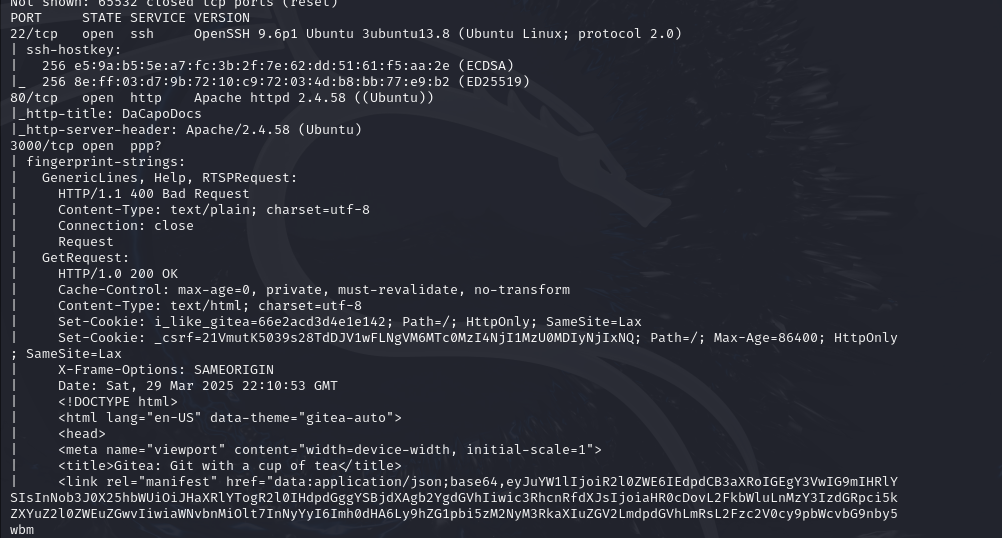 Not shown: 65532 closed tcp ports (reset)
PORT     STATE SERVICE VERSION
22/tcp   open  ssh     OpenSSH 9.6p1 Ubuntu 3ubuntu13.8 (Ubuntu Linux; protocol 2.0)
| ssh-hostkey:
|   256 e5:9a:b5:5e:a7:fc:3b:2f:7e:62:dd:51:61:f5:aa:2e (ECDSA)
|_  256 8e:ff:03:d7:9b:72:10:c9:72:03:4d:b8:bb:77:e9:b2 (ED25519)
80/tcp   open  http    Apache httpd 2.4.58 ((Ubuntu))
|_http-title: DaCapoDocs
|_http-server-header: Apache/2.4.58 (Ubuntu)
3000/tcp open  ppp?
| fingerprint-strings:
|   GenericLines, Help, RTSPRequest:
|     HTTP/1.1 400 Bad Request
|     Content-Type: text/plain; charset=utf-8
|     Connection: close
|     Request
|   GetRequest:
|     HTTP/1.0 200 OK
|     Cache-Control: max-age=0, private, must-revalidate, no-transform
|     Content-Type: text/html; charset=utf-8
|     Set-Cookie: i_like_gitea=66e2acd3d4e1e142; Path=/; HttpOnly; SameSite=Lax
|     Set-Cookie: _csrf=21VmutK5039s28TdDJV1wFLNgVM6MTc0MzI4NjI1MzU0MDIyNjIxNQ; Path=/; Max-Age=86400; HttpOnly
; SameSite=Lax
|     X-Frame-Options: SAMEORIGIN
|     Date: Sat, 29 Mar 2025 22:10:53 GMT
|     <!DOCTYPE html>
|     <html lang="en-US" data-theme="gitea-auto">
|     <head>
|     <meta name="viewport" content="width=device-width, initial-scale=1">
|     <title>Gitea: Git with a cup of tea</title>
|     <link rel="manifest" href="data:application/json;base64,eyJuYW1lIjoiR2l0ZWE6IEdpdCB3aXRoIGEgY3VwIG9mIHRlY
SIsInNob3J0X25hbWUiOiJHaXRlYTogR2l0IHdpdGggYSBjdXAgb2YgdGVhIiwic3RhcnRfdXJsIjoiaHR0cDovL2FkbWluLnMzY3IzdGRpci5k
ZXYuZ2l0ZWEuZGwvIiwiaWNvbnMiOlt7InNyYyI6Imh0dHA6Ly9hZG1pbi5zM2NyM3RkaXIuZGV2LmdpdGVhLmRsL2Fzc2V0cy9pbWcvbG9nby5
wbm